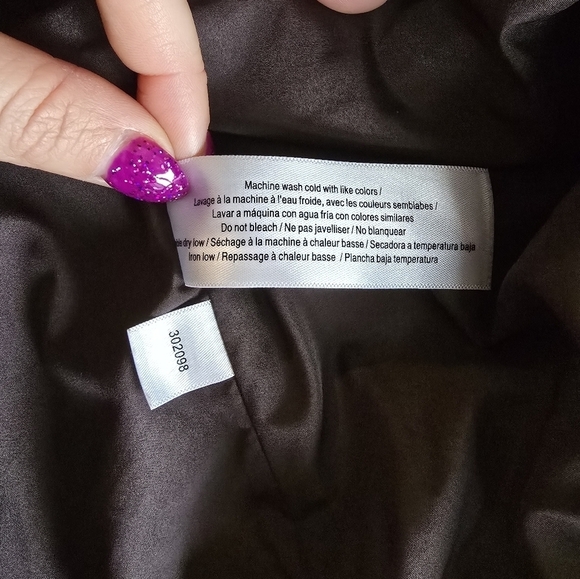 Machine wash cold with like colors /
Lavage à la machine à l'eau froide, avec les couleurs semblabes /
Lavar a máquina con agua fría con colores similares
Do not bleach / Ne pas javelliser / No blanquear
dry low / Séchage à la machine à chaleur basse / Secadora a temperatura baja
Iron low / Repassage à chaleur basse / Plancha baja temperatura
302098